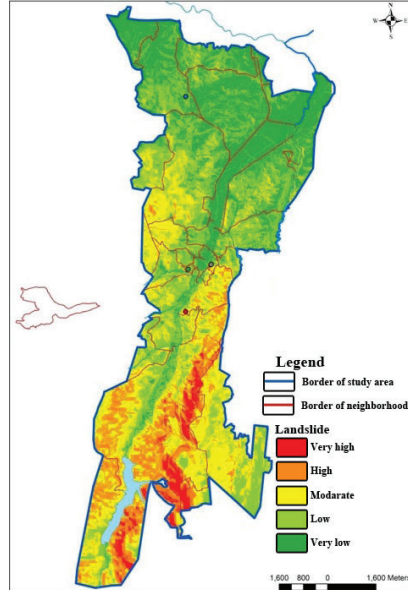 N
W E
S
Legend
Border of study area
Border of neighborhood
Landslide
Very high
High
Modarate
Low
Very low
1,600 800 0 1,600 Meters